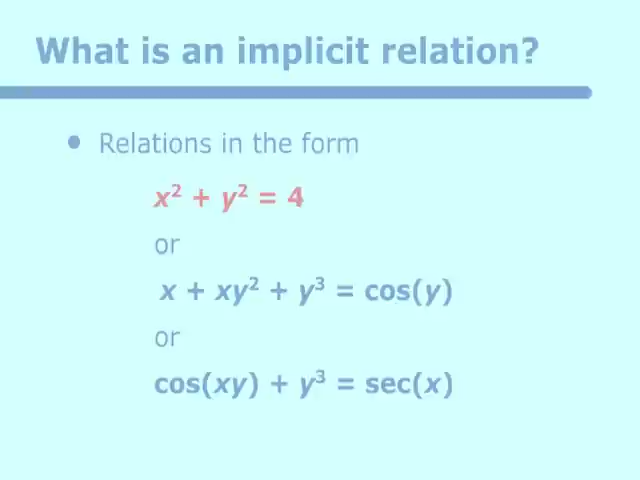 What is an implicit relation?
• Relations in the form
x² + y² = 4
or
x + xy² + y³ = cos(y)
or
cos(xy) + y³ = sec(x)